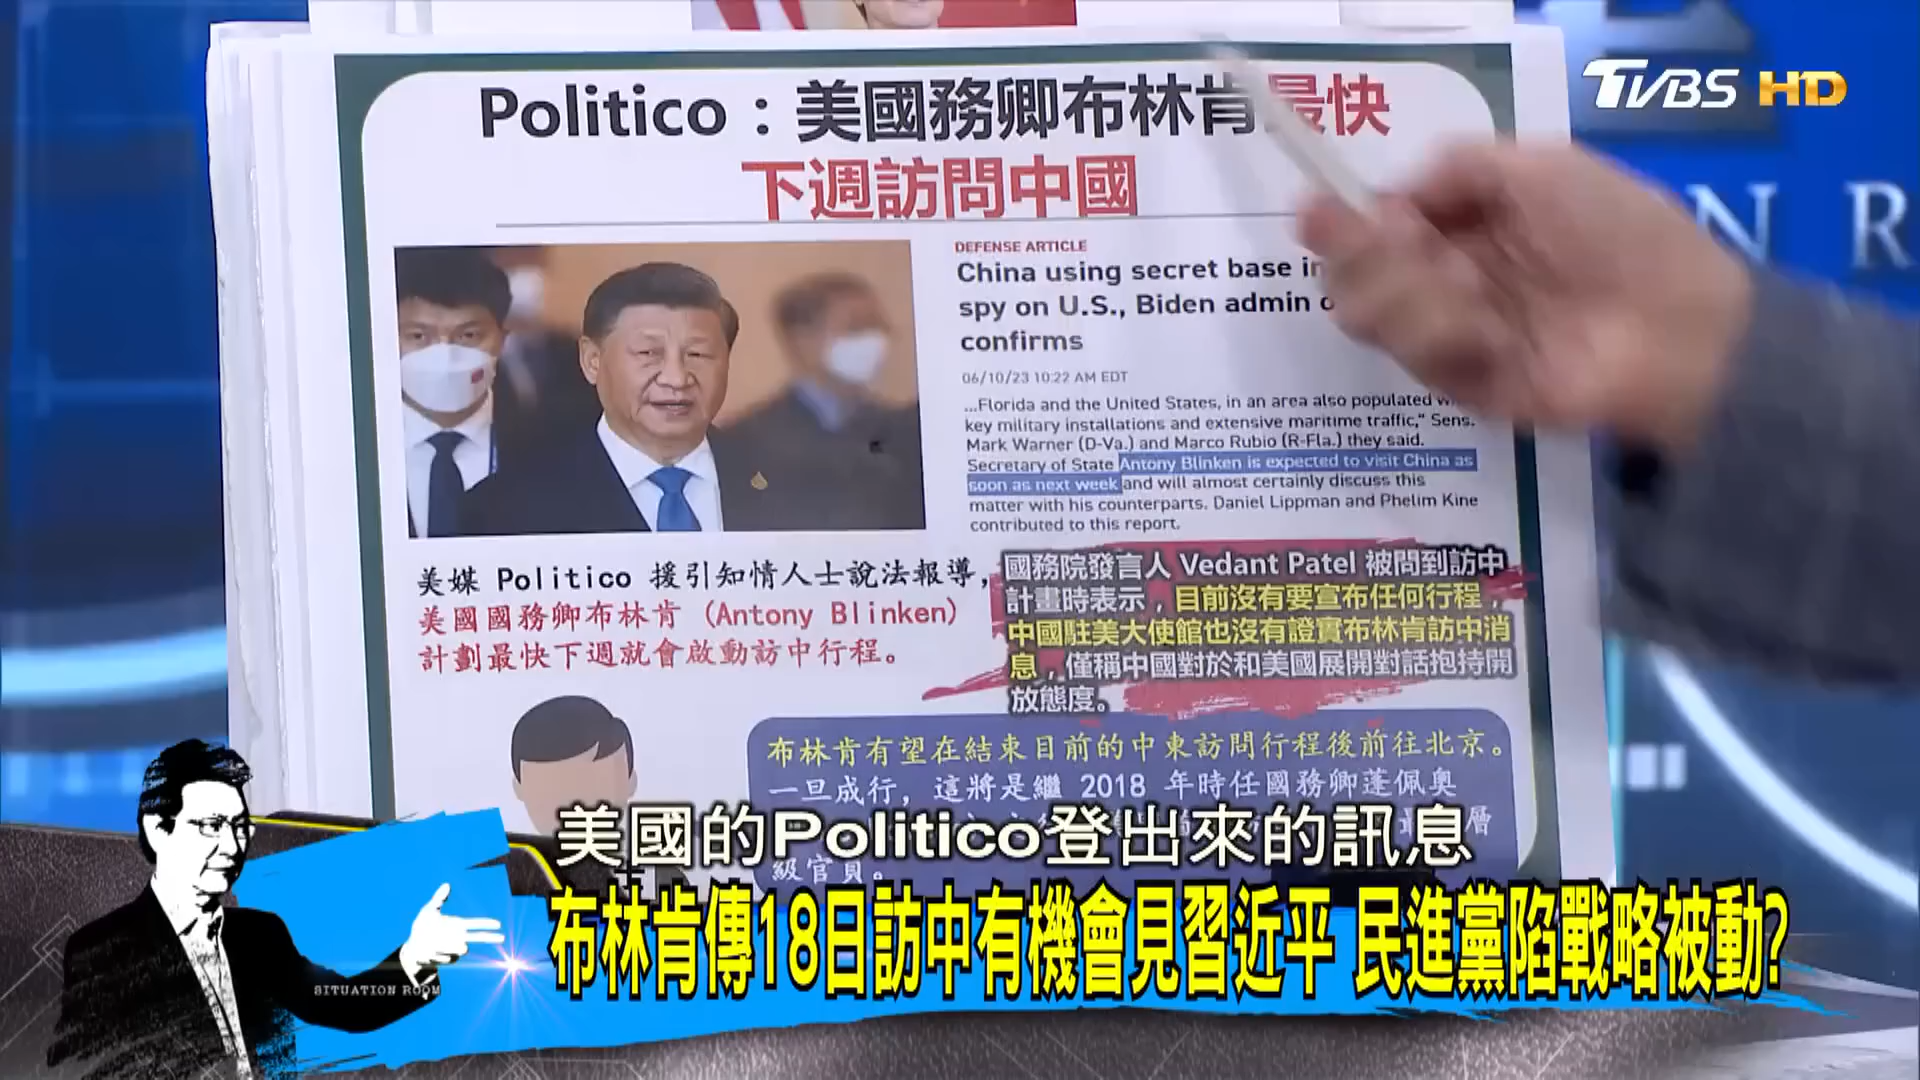 TVBS HD
Politico：美國務卿布林肯最快
下週訪問中國
N R
DEFENSE ARTICLE
China using secret base in
spy on U.S., Biden admin
confirms
06/10/23 10:22 AM EDT
...Florida and the United States, in an area also populated
key military installations and extensive maritime traffic," Sens.
Mark Warner (D-Va.) and Marco Rubio (R-Fla.) they said.
Secretary of State Antony Blinken is expected to visit China as
soon as next week and will almost certainly discuss this
matter with his counterparts. Daniel Lippman and Phelim Kine
contributed to this report.
美媒 Politico 援引知情人士說法報導，
美國國務卿布林肯 (Antony Blinken)
計劃最快下週就會啟動訪中行程。
國務院發言人 Vedant Patel 被問到訪中
計畫時表示，目前沒有要宣布任何行程，
中國駐美大使館也沒有證實布林肯訪中消
息，僅稱中國對於和美國展開對話抱持開
放態度。
布林肯有望在結束目前的中東訪問行程後前往北京。
一旦成行，這將是繼 2018 年時任國務卿蓬佩奧
最 層
級官員。
美國的Politico登出來的訊息
布林肯傳18日訪中有機會見習近平 民進黨陷戰略被動?
SITUATION ROOM